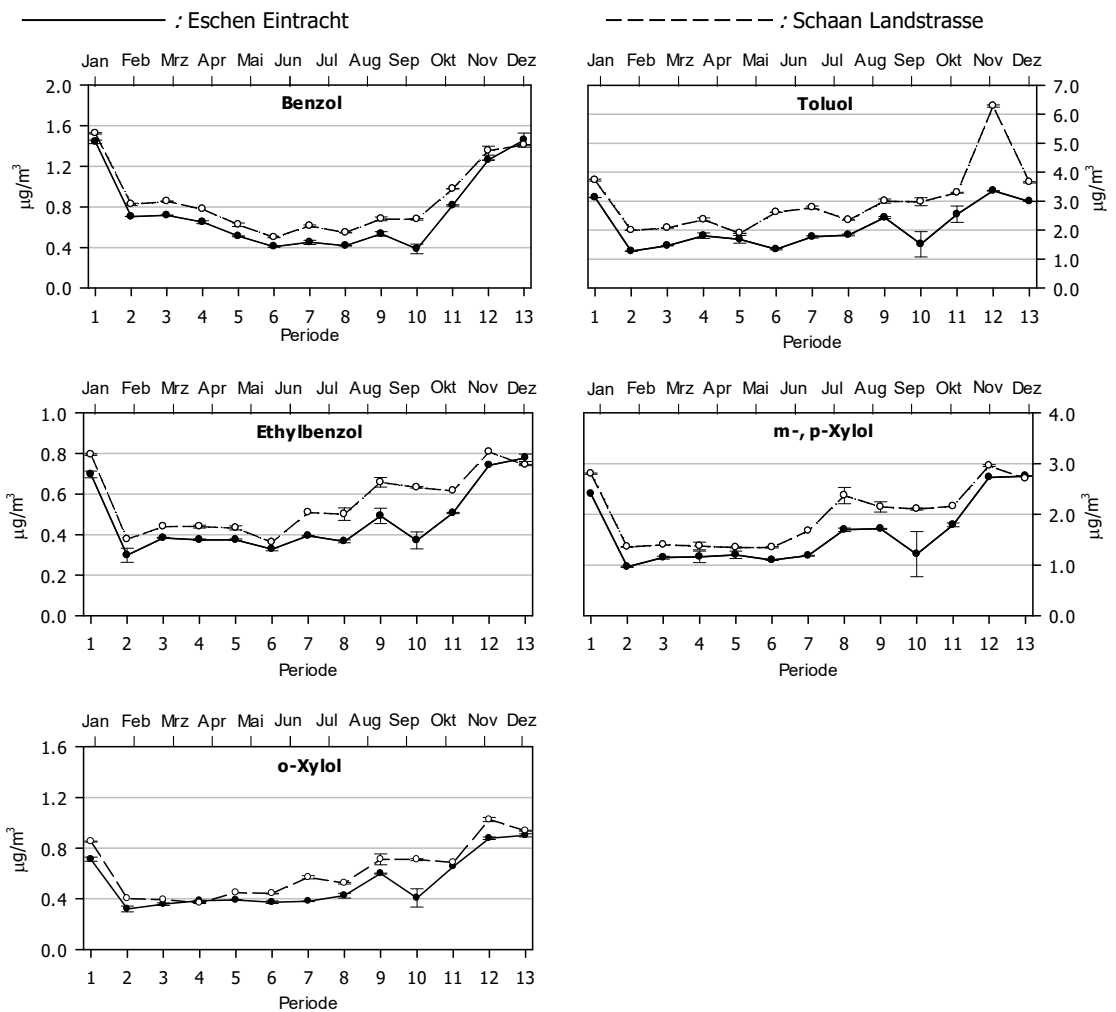 : Eschen Eintracht
: Schaan Landstrasse
Jan Feb Mrz Apr Mai Jun Jul Aug Sep Okt Nov Dez
Benzol
2.0
1.6
1.2
0.8
0.4
0.0
µg/m³
1 2 3 4 5 6 7 8 9 10 11 12 13
Periode
Jan Feb Mrz Apr Mai Jun Jul Aug Sep Okt Nov Dez
Toluol
7.0
6.0
5.0
4.0
3.0
2.0
1.0
0.0
µg/m³
1 2 3 4 5 6 7 8 9 10 11 12 13
Periode
Jan Feb Mrz Apr Mai Jun Jul Aug Sep Okt Nov Dez
Ethylbenzol
1.0
0.8
0.6
0.4
0.2
0.0
µg/m³
1 2 3 4 5 6 7 8 9 10 11 12 13
Periode
Jan Feb Mrz Apr Mai Jun Jul Aug Sep Okt Nov Dez
m-, p-Xylol
4.0
3.0
2.0
1.0
0.0
µg/m³
1 2 3 4 5 6 7 8 9 10 11 12 13
Periode
Jan Feb Mrz Apr Mai Jun Jul Aug Sep Okt Nov Dez
o-Xylol
1.6
1.2
0.8
0.4
0.0
µg/m³
1 2 3 4 5 6 7 8 9 10 11 12 13
Periode